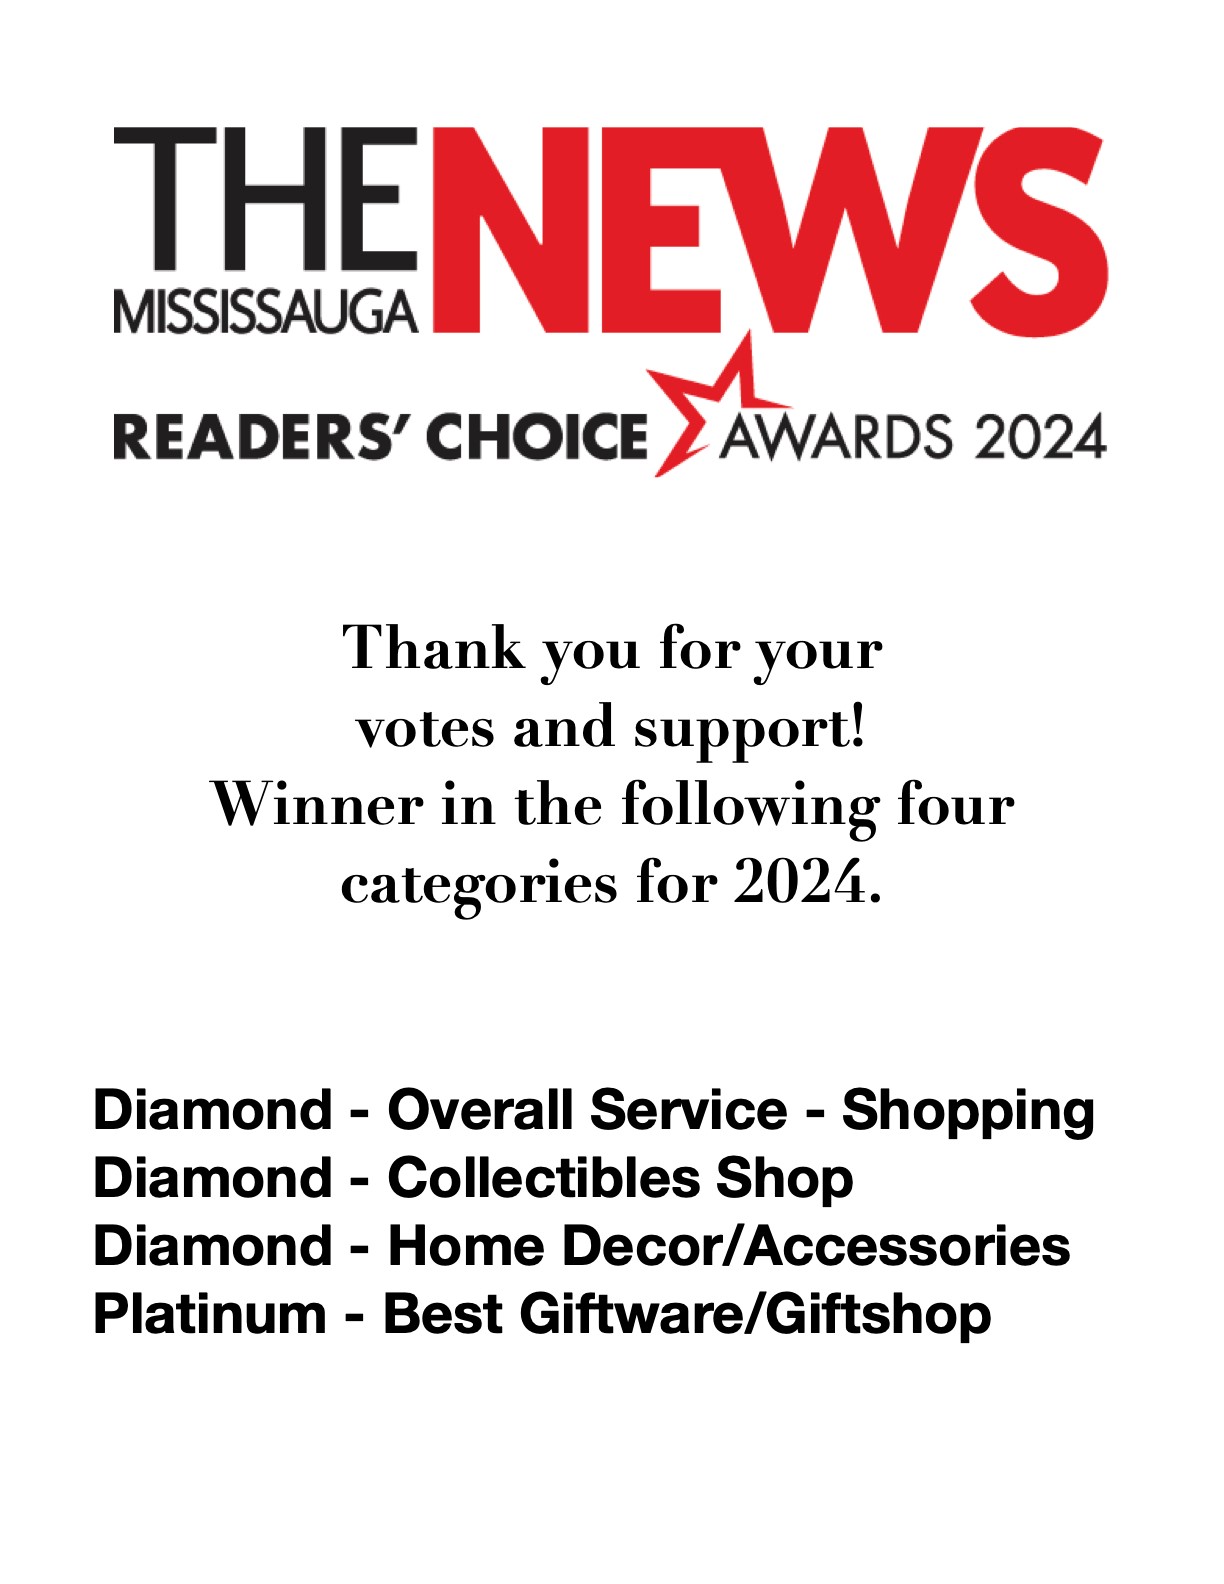 THE NEWS
MISSISSAUGA
READERS’ CHOICE AWARDS 2024
Thank you for your
votes and support!
Winner in the following four
categories for 2024.
Diamond - Overall Service - Shopping
Diamond - Collectibles Shop
Diamond - Home Decor/Accessories
Platinum - Best Giftware/Giftshop